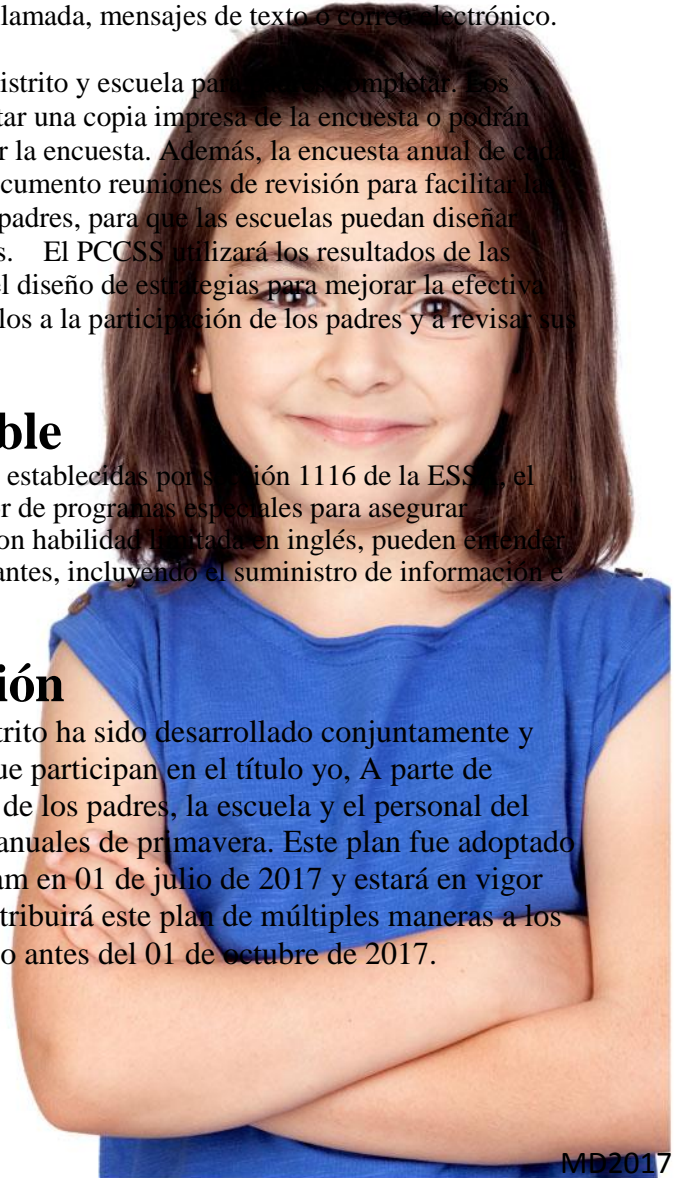 lamada, mensajes de texto o correo electrónico.
istrito y escuela para completar. Los
tar una copia impresa de la encuesta o podrán
r la encuesta. Además, la encuesta anual de cada
ocumento reuniones de revisión para facilitar la
padres, para que las escuelas puedan diseñar
s. El PCCSS utilizará los resultados de las
el diseño de estrategias para mejorar la efectiva
los a la participación de los padres y a revisar sus
ble
establecidas por sección 1116 de la ESSA, el
r de programas especiales para asegurar
on habilidad limitada en inglés, pueden entender
antes, incluyendo el suministro de información e
ión
trito ha sido desarrollado conjuntamente y
ue participan en el título yo, A parte de
de los padres, la escuela y el personal del
anuales de primavera. Este plan fue adoptado
am en 01 de julio de 2017 y estará en vigor
tribuirá este plan de múltiples maneras a los
o antes del 01 de octubre de 2017.
MD2017